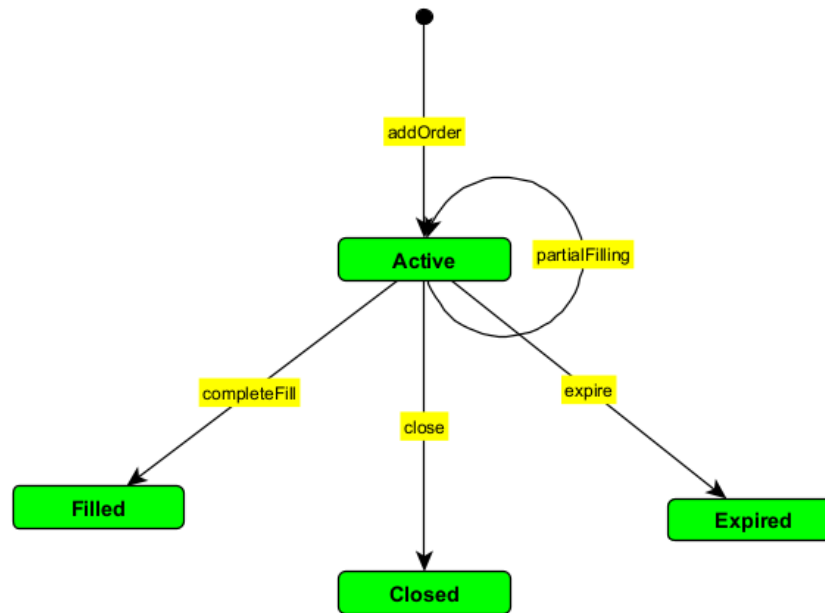 addOrder
Active
partialFilling
completeFill
expire
close
Filled
Expired
Closed